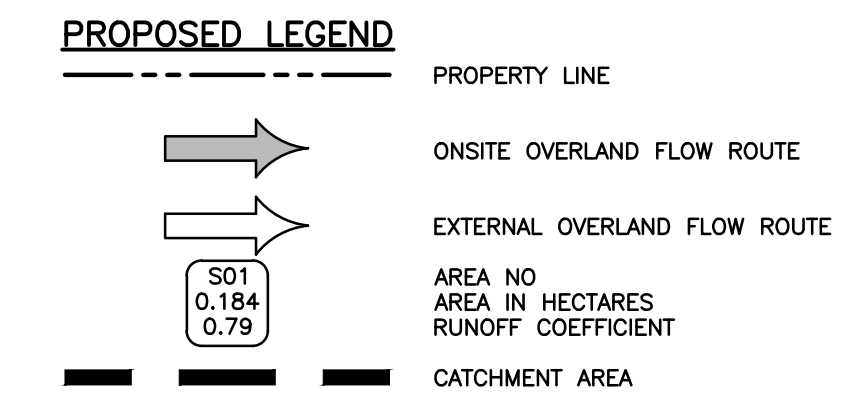 PROPOSED LEGEND
PROPERTY LINE
ONSITE OVERLAND FLOW ROUTE
EXTERNAL OVERLAND FLOW ROUTE
S01
0.184
0.79
AREA NO
AREA IN HECTARES
RUNOFF COEFFICIENT
CATCHMENT AREA